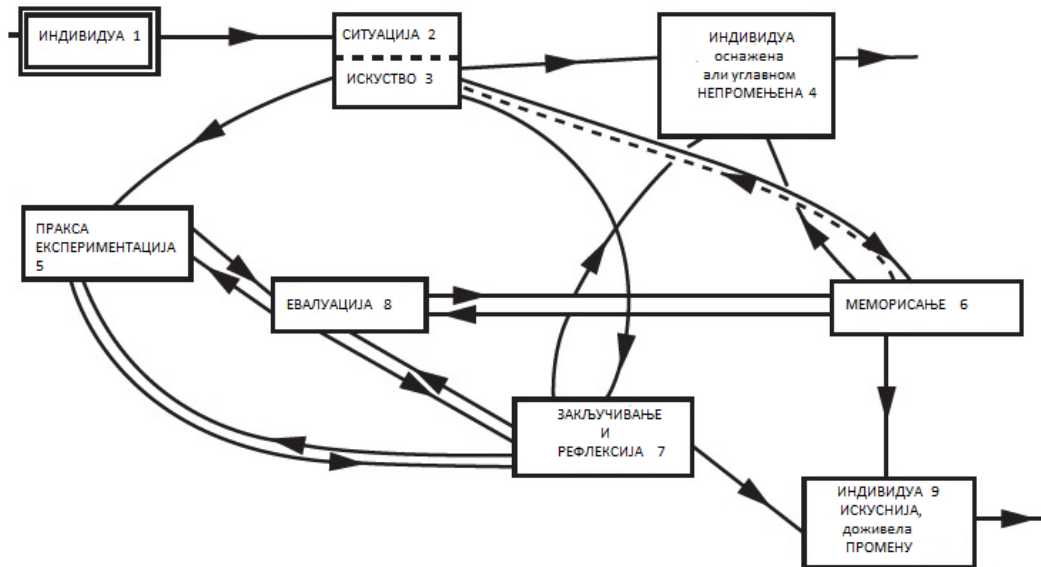 ИНДИВИДУА 1
СИТУАЦИЈА 2
ИСКУСТВО 3
ИНДИВИДУА
оснажена
али углавном
НЕПРОМЕЊЕНА 4
ПРАКСА
ЕКСПЕРИМЕНТАЦИЈА
5
ЕВАЛУАЦИЈА 8
МЕМОРИСАЊЕ 6
ЗАКЉУЧИВАЊЕ
И
РЕФЛЕКСИЈА 7
ИНДИВИДУА 9
ИСКУСНИЈА,
доживела
ПРОМЕНУ